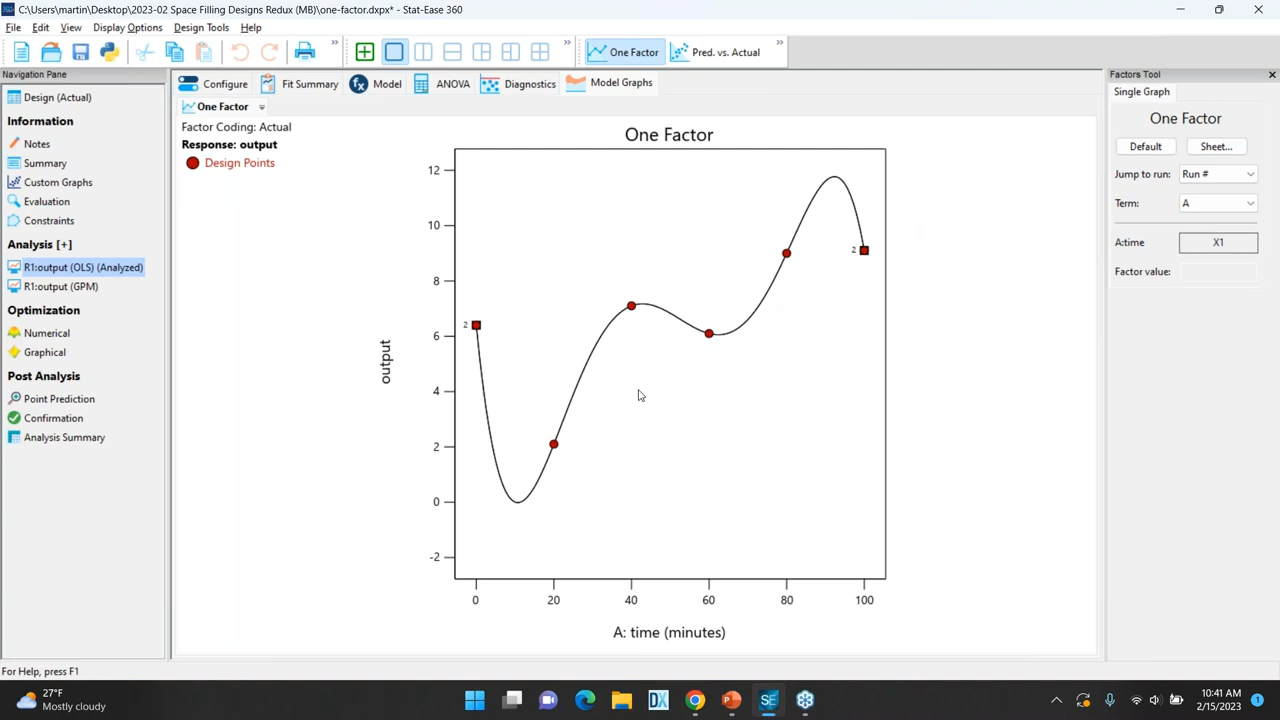 C:\Users\martin\Desktop\2023-02 Space Filling Designs Redux (MB)\one-factor.dxpx* - Stat-Ease 360
File Edit View Display Options Design Tools Help
» » One Factor Pred. vs. Actual »
Navigation Pane
Design (Actual)
Information
Notes
Summary
Custom Graphs
Evaluation
Constraints
Analysis [+]
R1:output (OLS) (Analyzed)
R1:output (GPM)
Optimization
Numerical
Graphical
Post Analysis
Point Prediction
Confirmation
Analysis Summary
Configure Fit Summary fx Model ANOVA Diagnostics Model Graphs
One Factor
Factor Coding: Actual
Response: output
Design Points
One Factor
12
10
8
6
4
2
0
-2
output
2
2
0 20 40 60 80 100
A: time (minutes)
Factors Tool
Single Graph
One Factor
Default Sheet...
Jump to run: Run #
Term: A
A:time X1
Factor value:
For Help, press F1
27°F
Mostly cloudy
DX
SE
10:41 AM
2/15/2023
1